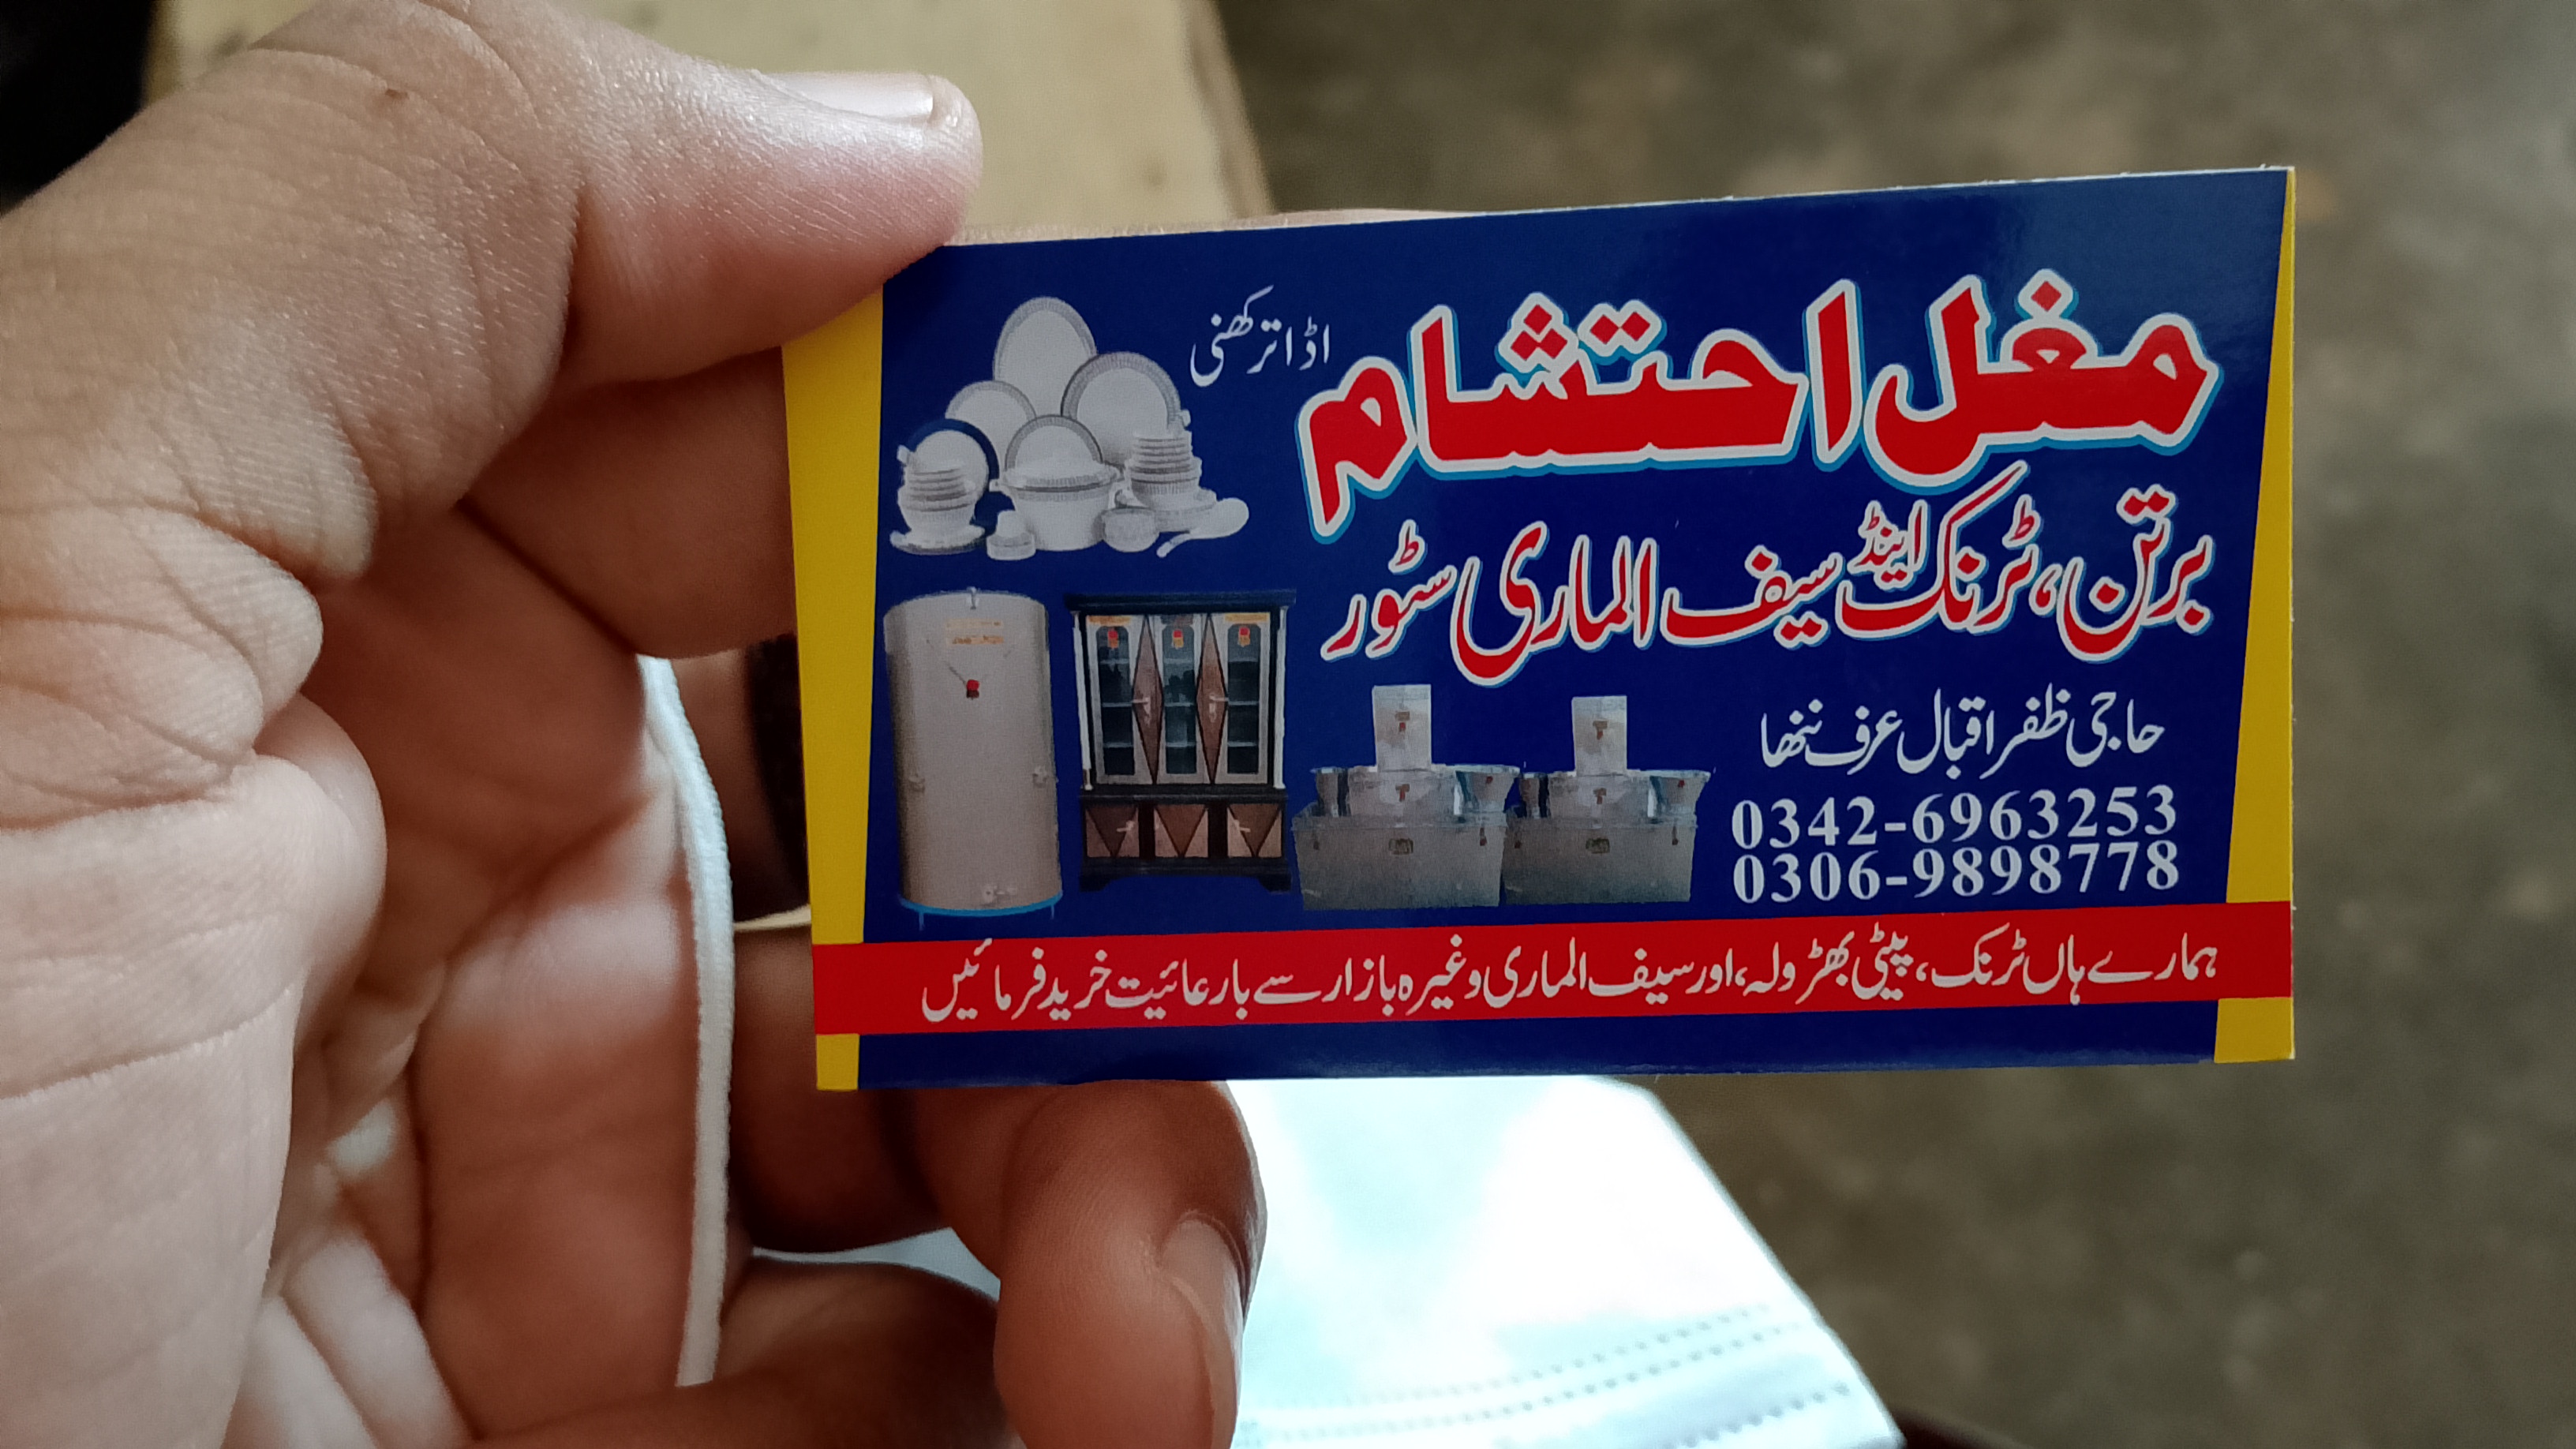 مغل احتشام
اڈا ترکھنی
برتن، ٹرنک اینڈ سیف الماری سٹور
حاجی ظفر اقبال عرف ننھا
0342-6963253
0306-9898778
ہمارے ہاں ٹرنک، پیٹی بھڑولہ، اور سیف الماری وغیرہ بازار سے بارعائیت خرید فرمائیں